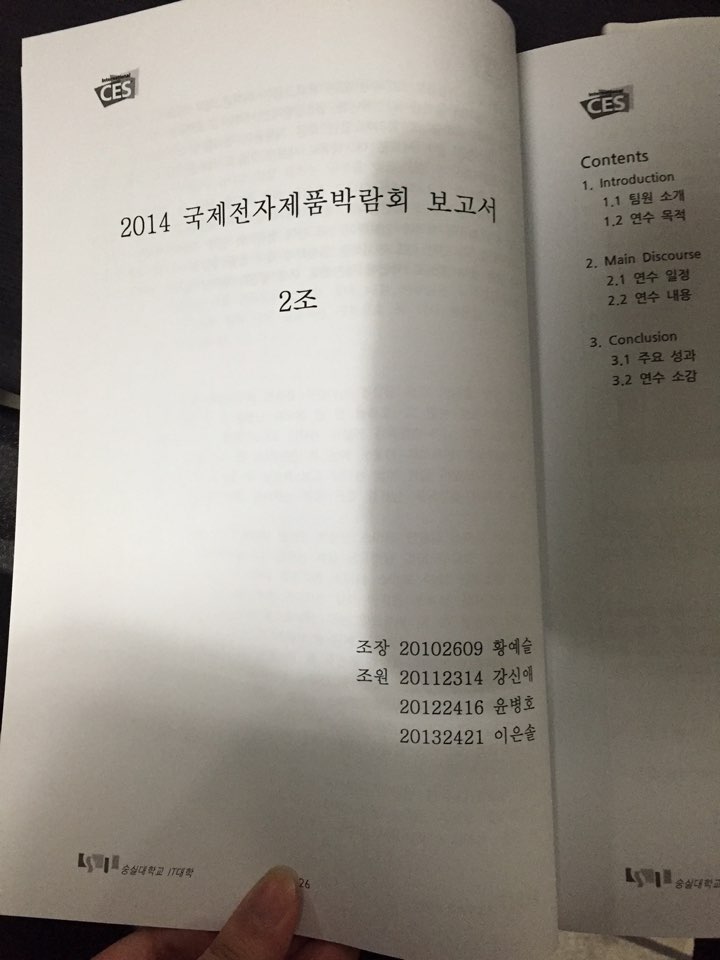 International
CES
2014 국제전자제품박람회 보고서
2조
조장 20102609 황예슬
조원 20112314 강신애
20122416 윤병호
20132421 이은솔
숭실대학교 IT대학
26
International
CES
Contents
1. Introduction
1.1 팀원 소개
1.2 연수 목적
2. Main Discourse
2.1 연수 일정
2.2 연수 내용
3. Conclusion
3.1 주요 성과
3.2 연수 소감
숭실대학교